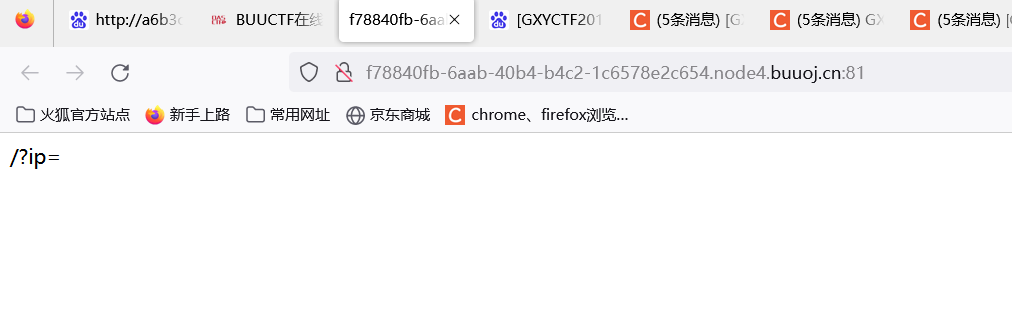 http://a6b3c
BUUCTF在线
f78840fb-6aa
[GXYCTF201
(5条消息) [G
(5条消息) GX
(5条消息) [
f78840fb-6aab-40b4-b4c2-1c6578e2c654.node4.buuoj.cn:81
火狐官方站点 新手上路 常用网址 京东商城 chrome、firefox浏览...
/?ip=